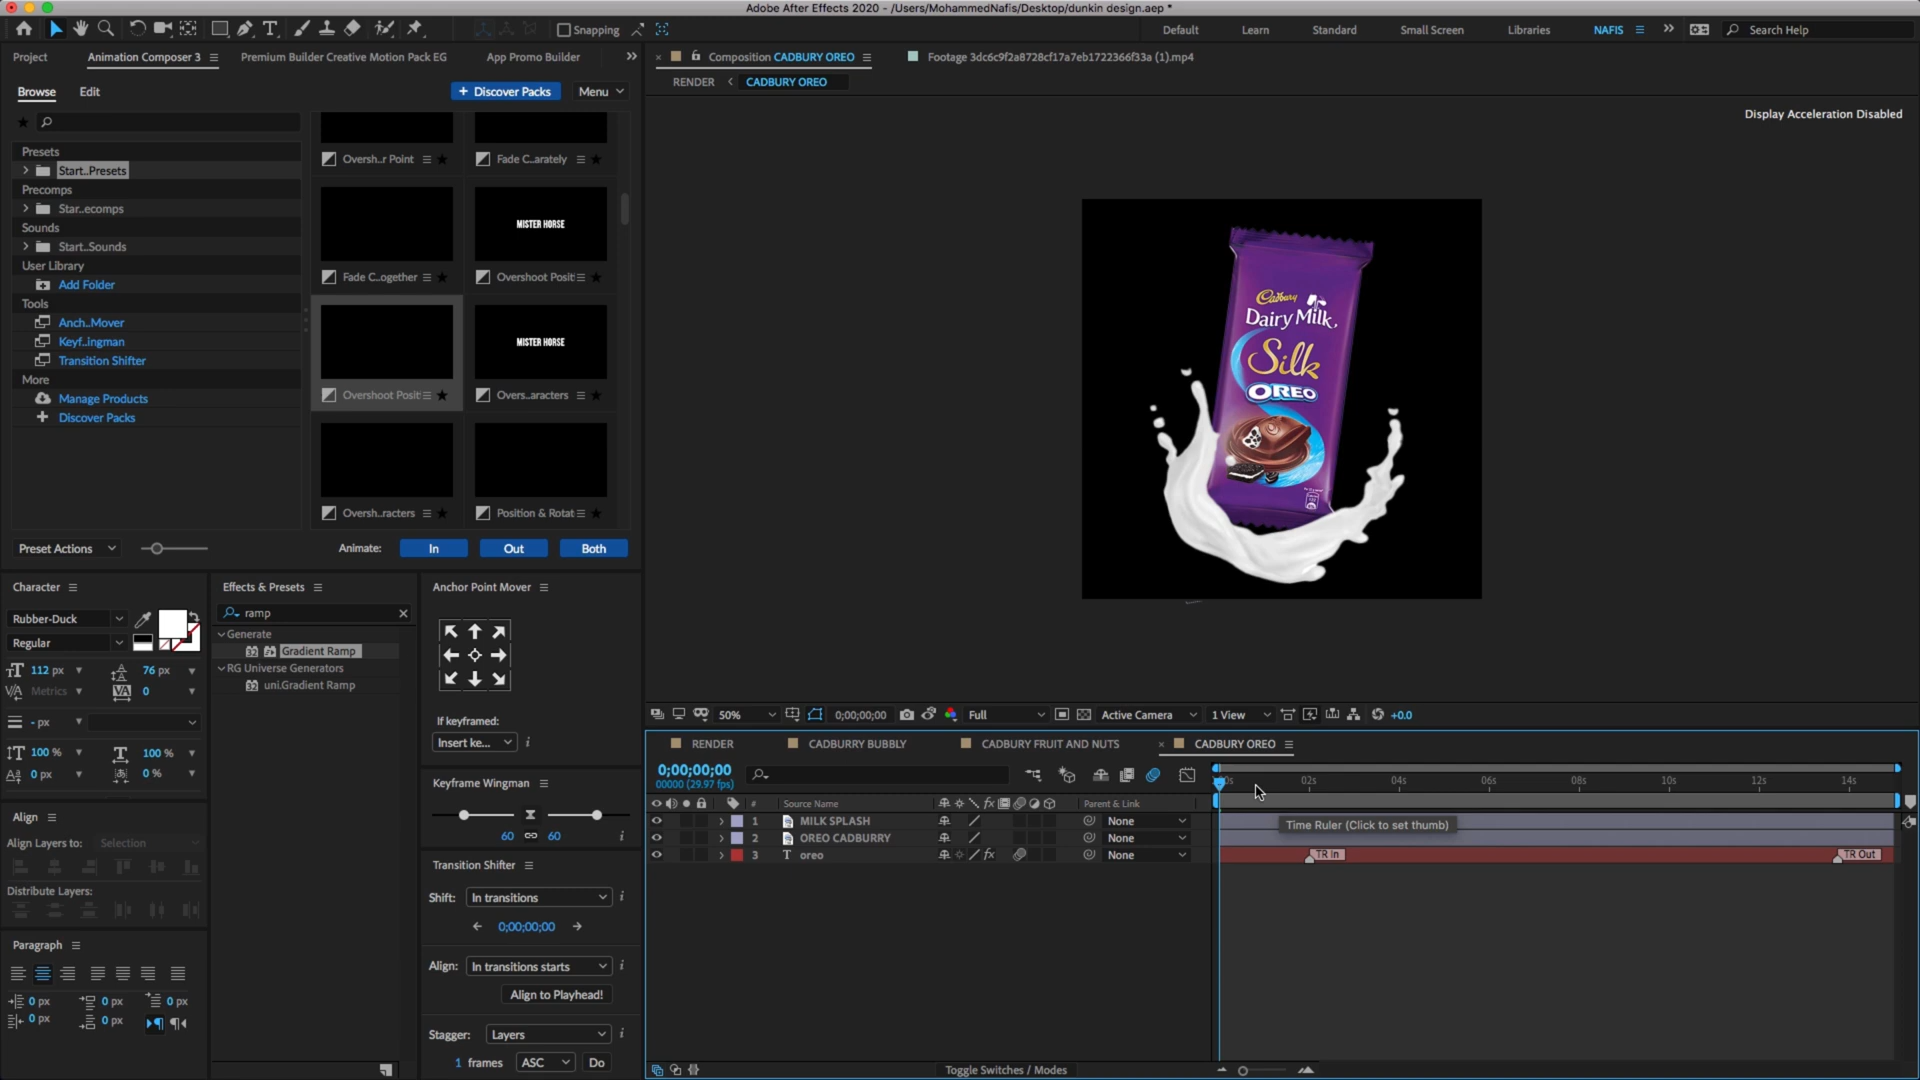 Adobe After Effects 2020 - /Users/MohammedNafis/Desktop/dunkin design.aep *
Snapping
Default
Learn
Standard
Small Screen
Libraries
NAFIS
Search Help
Project
Animation Composer 3
Premium Builder Creative Motion Pack EG
App Promo Builder
Composition CADBURY OREO
Footage 3dc6c9f2a8728cf17a7eb1722366f33a (1).mp4
RENDER
CADBURY OREO
Display Acceleration Disabled
Browse
Edit
+ Discover Packs
Menu
Presets
Start..Presets
Precomps
Star..ecomps
Sounds
Start..Sounds
User Library
Add Folder
Tools
Anch..Mover
Keyf..ingman
Transition Shifter
More
Manage Products
Discover Packs
Oversh..r Point
Fade C..arately
MISTER HORSE
Fade C..ogether
Overshoot Posit
MISTER HORSE
Overshoot Posit
Overs..aracters
Oversh..racters
Position & Rotat
Preset Actions
Animate:
In
Out
Both
Cadbury
Dairy Milk
Silk
OREO
Character
Rubber-Duck
Regular
112 px
76 px
Metrics
0
- px
100 %
100 %
0 px
0 %
Align
Align Layers to:
Selection
Distribute Layers:
Paragraph
0 px
0 px
0 px
0 px
0 px
Effects & Presets
ramp
Generate
Gradient Ramp
RG Universe Generators
uni.Gradient Ramp
Anchor Point Mover
If keyframed:
Insert ke...
Keyframe Wingman
60
60
Transition Shifter
Shift:
In transitions
0;00;00;00
Align:
In transitions starts
Align to Playhead!
Stagger:
Layers
1 frames
ASC
Do
50%
0;00;00;00
Full
Active Camera
1 View
+0.0
RENDER
CADBURRY BUBBLY
CADBURY FRUIT AND NUTS
CADBURY OREO
0;00;00;00
00000 (29.97 fps)
02s
04s
06s
08s
10s
12s
14s
#
Source Name
Parent & Link
1
MILK SPLASH
None
2
OREO CADBURRY
None
3
oreo
None
Time Ruler (Click to set thumb)
TR In
TR Out
Toggle Switches / Modes